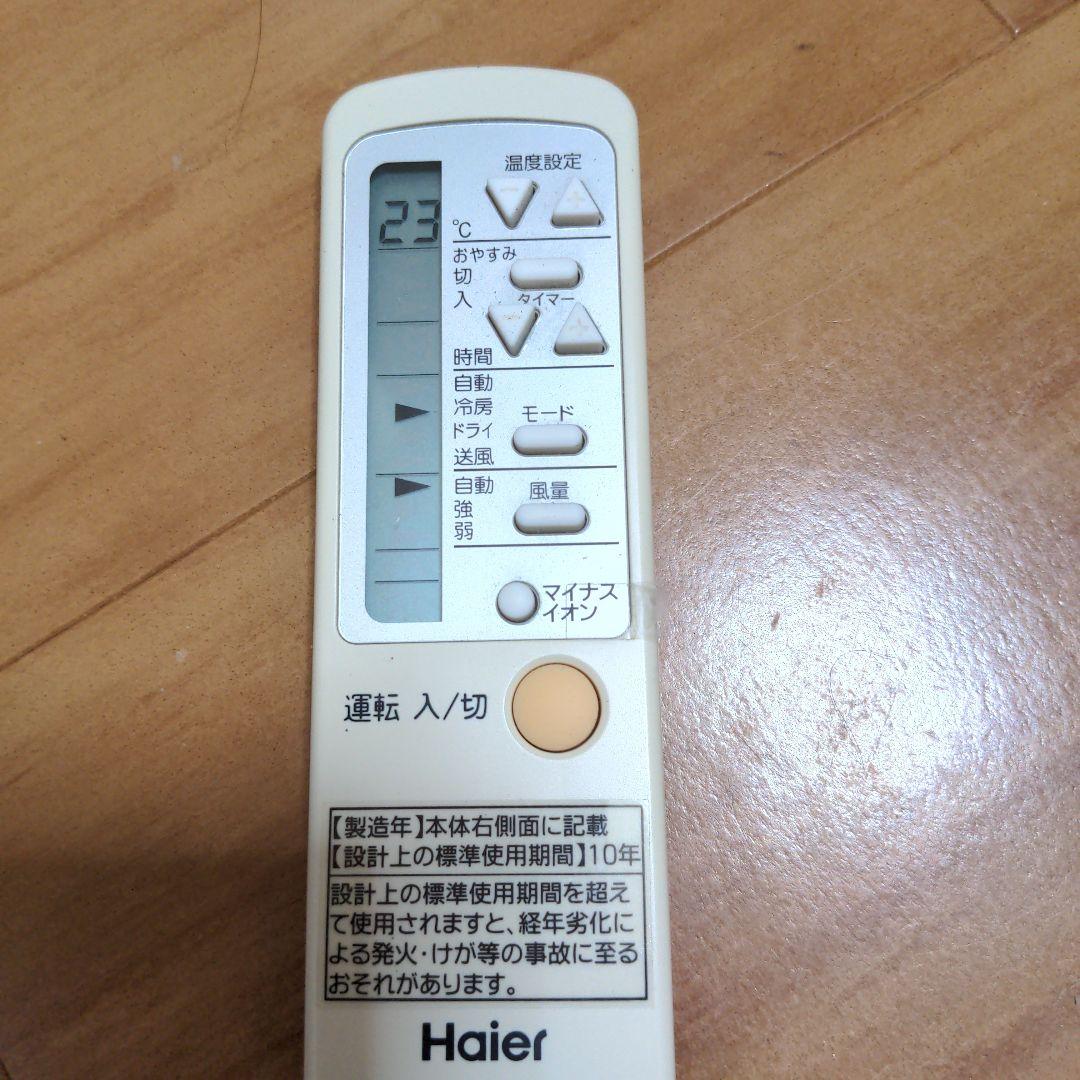 温度設定
− +
23
℃
おやすみ
切
入
タイマー
− +
時間
自動
冷房
モード
ドライ
送風
自動
風量
強
弱
マイナス
イオン
運転 入/切
【製造年】本体右側面に記載
【設計上の標準使用期間】10年
設計上の標準使用期間を超え
て使用されますと、経年劣化に
よる発火・けが等の事故に至る
おそれがあります。
Haier